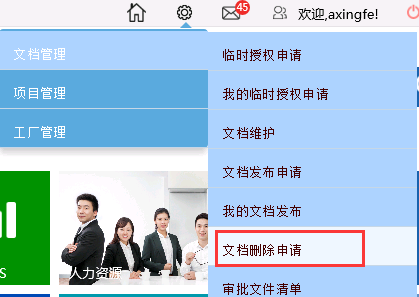 45
欢迎,axingfe!
文档管理
项目管理
工厂管理
临时授权申请
我的临时授权申请
文档维护
文档发布申请
我的文档发布
文档删除申请
审批文件清单
人力资源